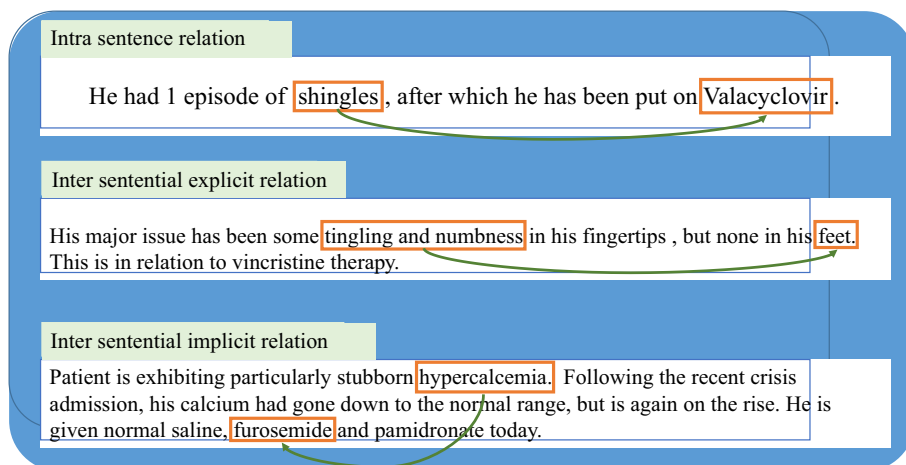 Intra sentence relation
He had 1 episode of shingles , after which he has been put on Valacyclovir .
Inter sentential explicit relation
His major issue has been some tingling and numbness in his fingertips , but none in his feet.
This is in relation to vincristine therapy.
Inter sentential implicit relation
Patient is exhibiting particularly stubborn hypercalcemia. Following the recent crisis
admission, his calcium had gone down to the normal range, but is again on the rise. He is
given normal saline, furosemide and pamidronate today.